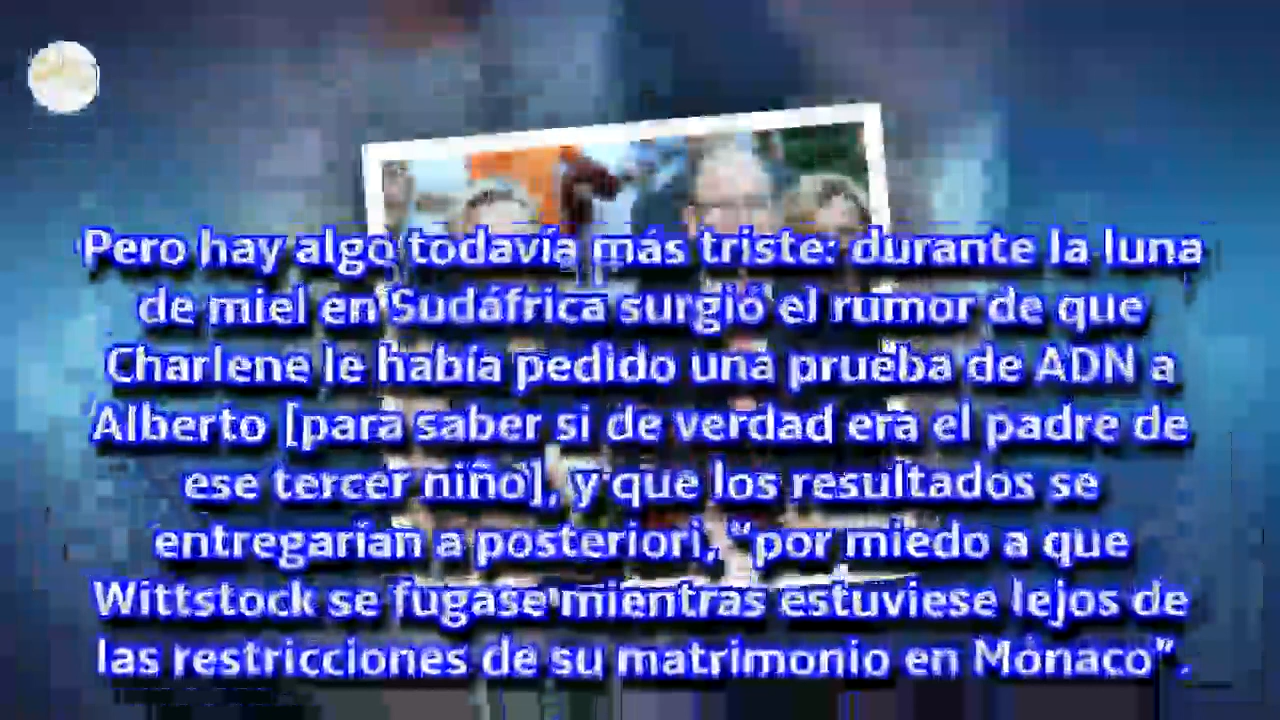 Pero hay algo todavía más triste: durante la luna
de miel en Sudáfrica surgió el rumor de que
Charlene le había pedido una prueba de ADN a
Alberto [para saber si de verdad era el padre de
ese tercer niño], y que los resultados se
entregarían a posteriori, “por miedo a que
Wittstock se fugase mientras estuviese lejos de
las restricciones de su matrimonio en Mónaco”.